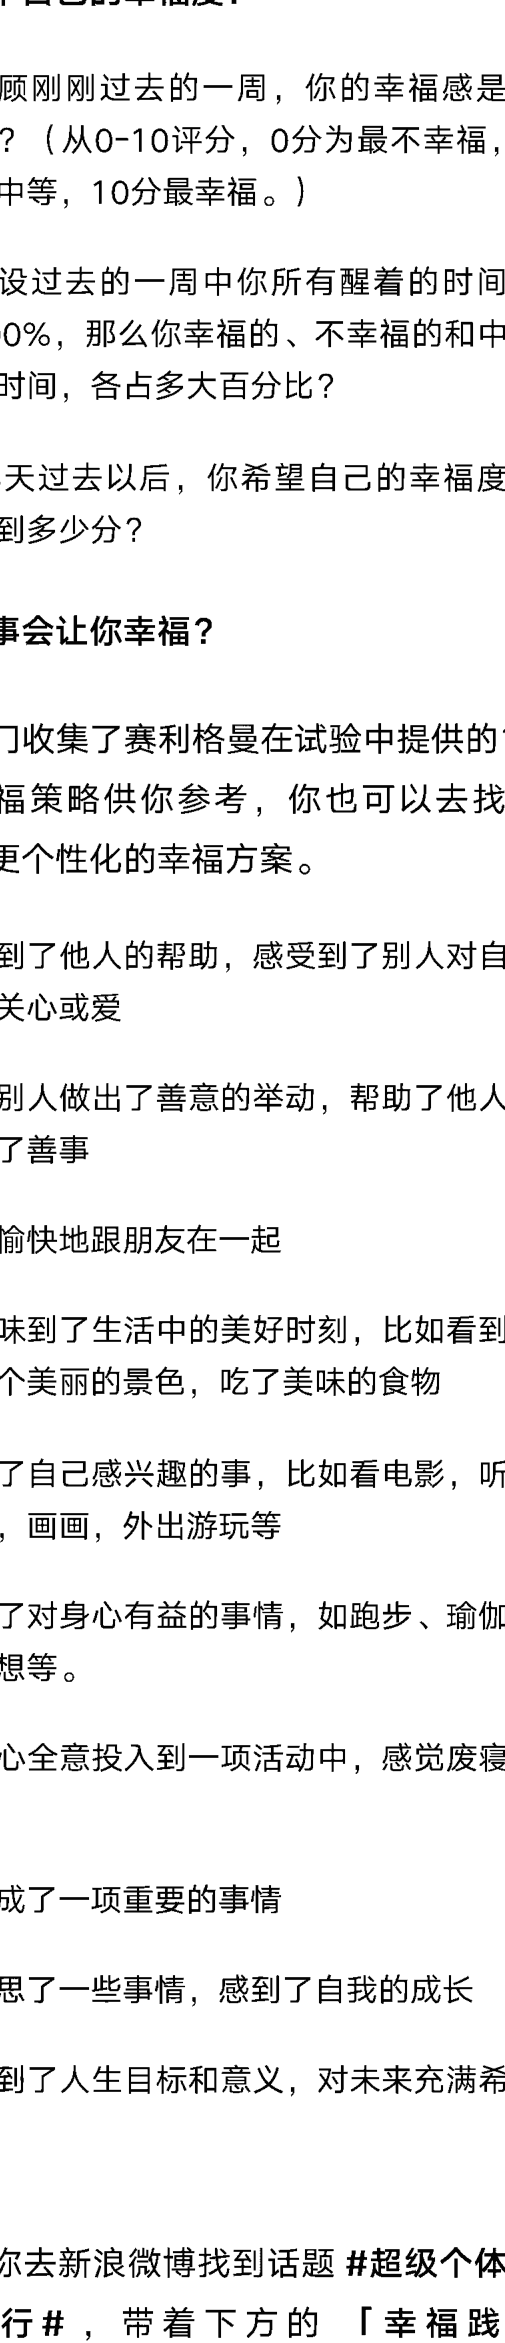 顾刚刚过去的一周，你的幸福感是
？（从0-10评分，0分为最不幸福，
中等，10分最幸福。）
设过去的一周中你所有醒着的时间
00%，那么你幸福的、不幸福的和中
时间，各占多大百分比？
天过去以后，你希望自己的幸福度
到多少分？
事会让你幸福？
门收集了赛利格曼在试验中提供的1
福策略供你参考，你也可以去找
更个性化的幸福方案。
到了他人的帮助，感受到了别人对自
关心或爱
别人做出了善意的举动，帮助了他人
了善事
愉快地跟朋友在一起
味到了生活中的美好时刻，比如看到
个美丽的景色，吃了美味的食物
了自己感兴趣的事，比如看电影，听
，画画，外出游玩等
了对身心有益的事情，如跑步、瑜伽
想等。
心全意投入到一项活动中，感觉废寝
成了一项重要的事情
思了一些事情，感到了自我的成长
到了人生目标和意义，对未来充满希
尔去新浪微博找到话题 #超级个体
行#，带着下方的「幸福践